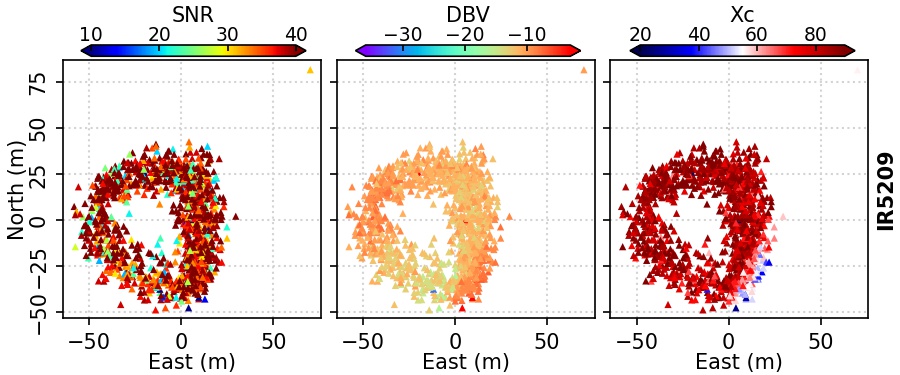 SNR DBV Xc
10 20 30 40 −30 −20 −10 20 40 60 80
75
50
25
0
−25
−50
North (m)
IR5209
−50 0 50 −50 0 50 −50 0 50
East (m) East (m) East (m)